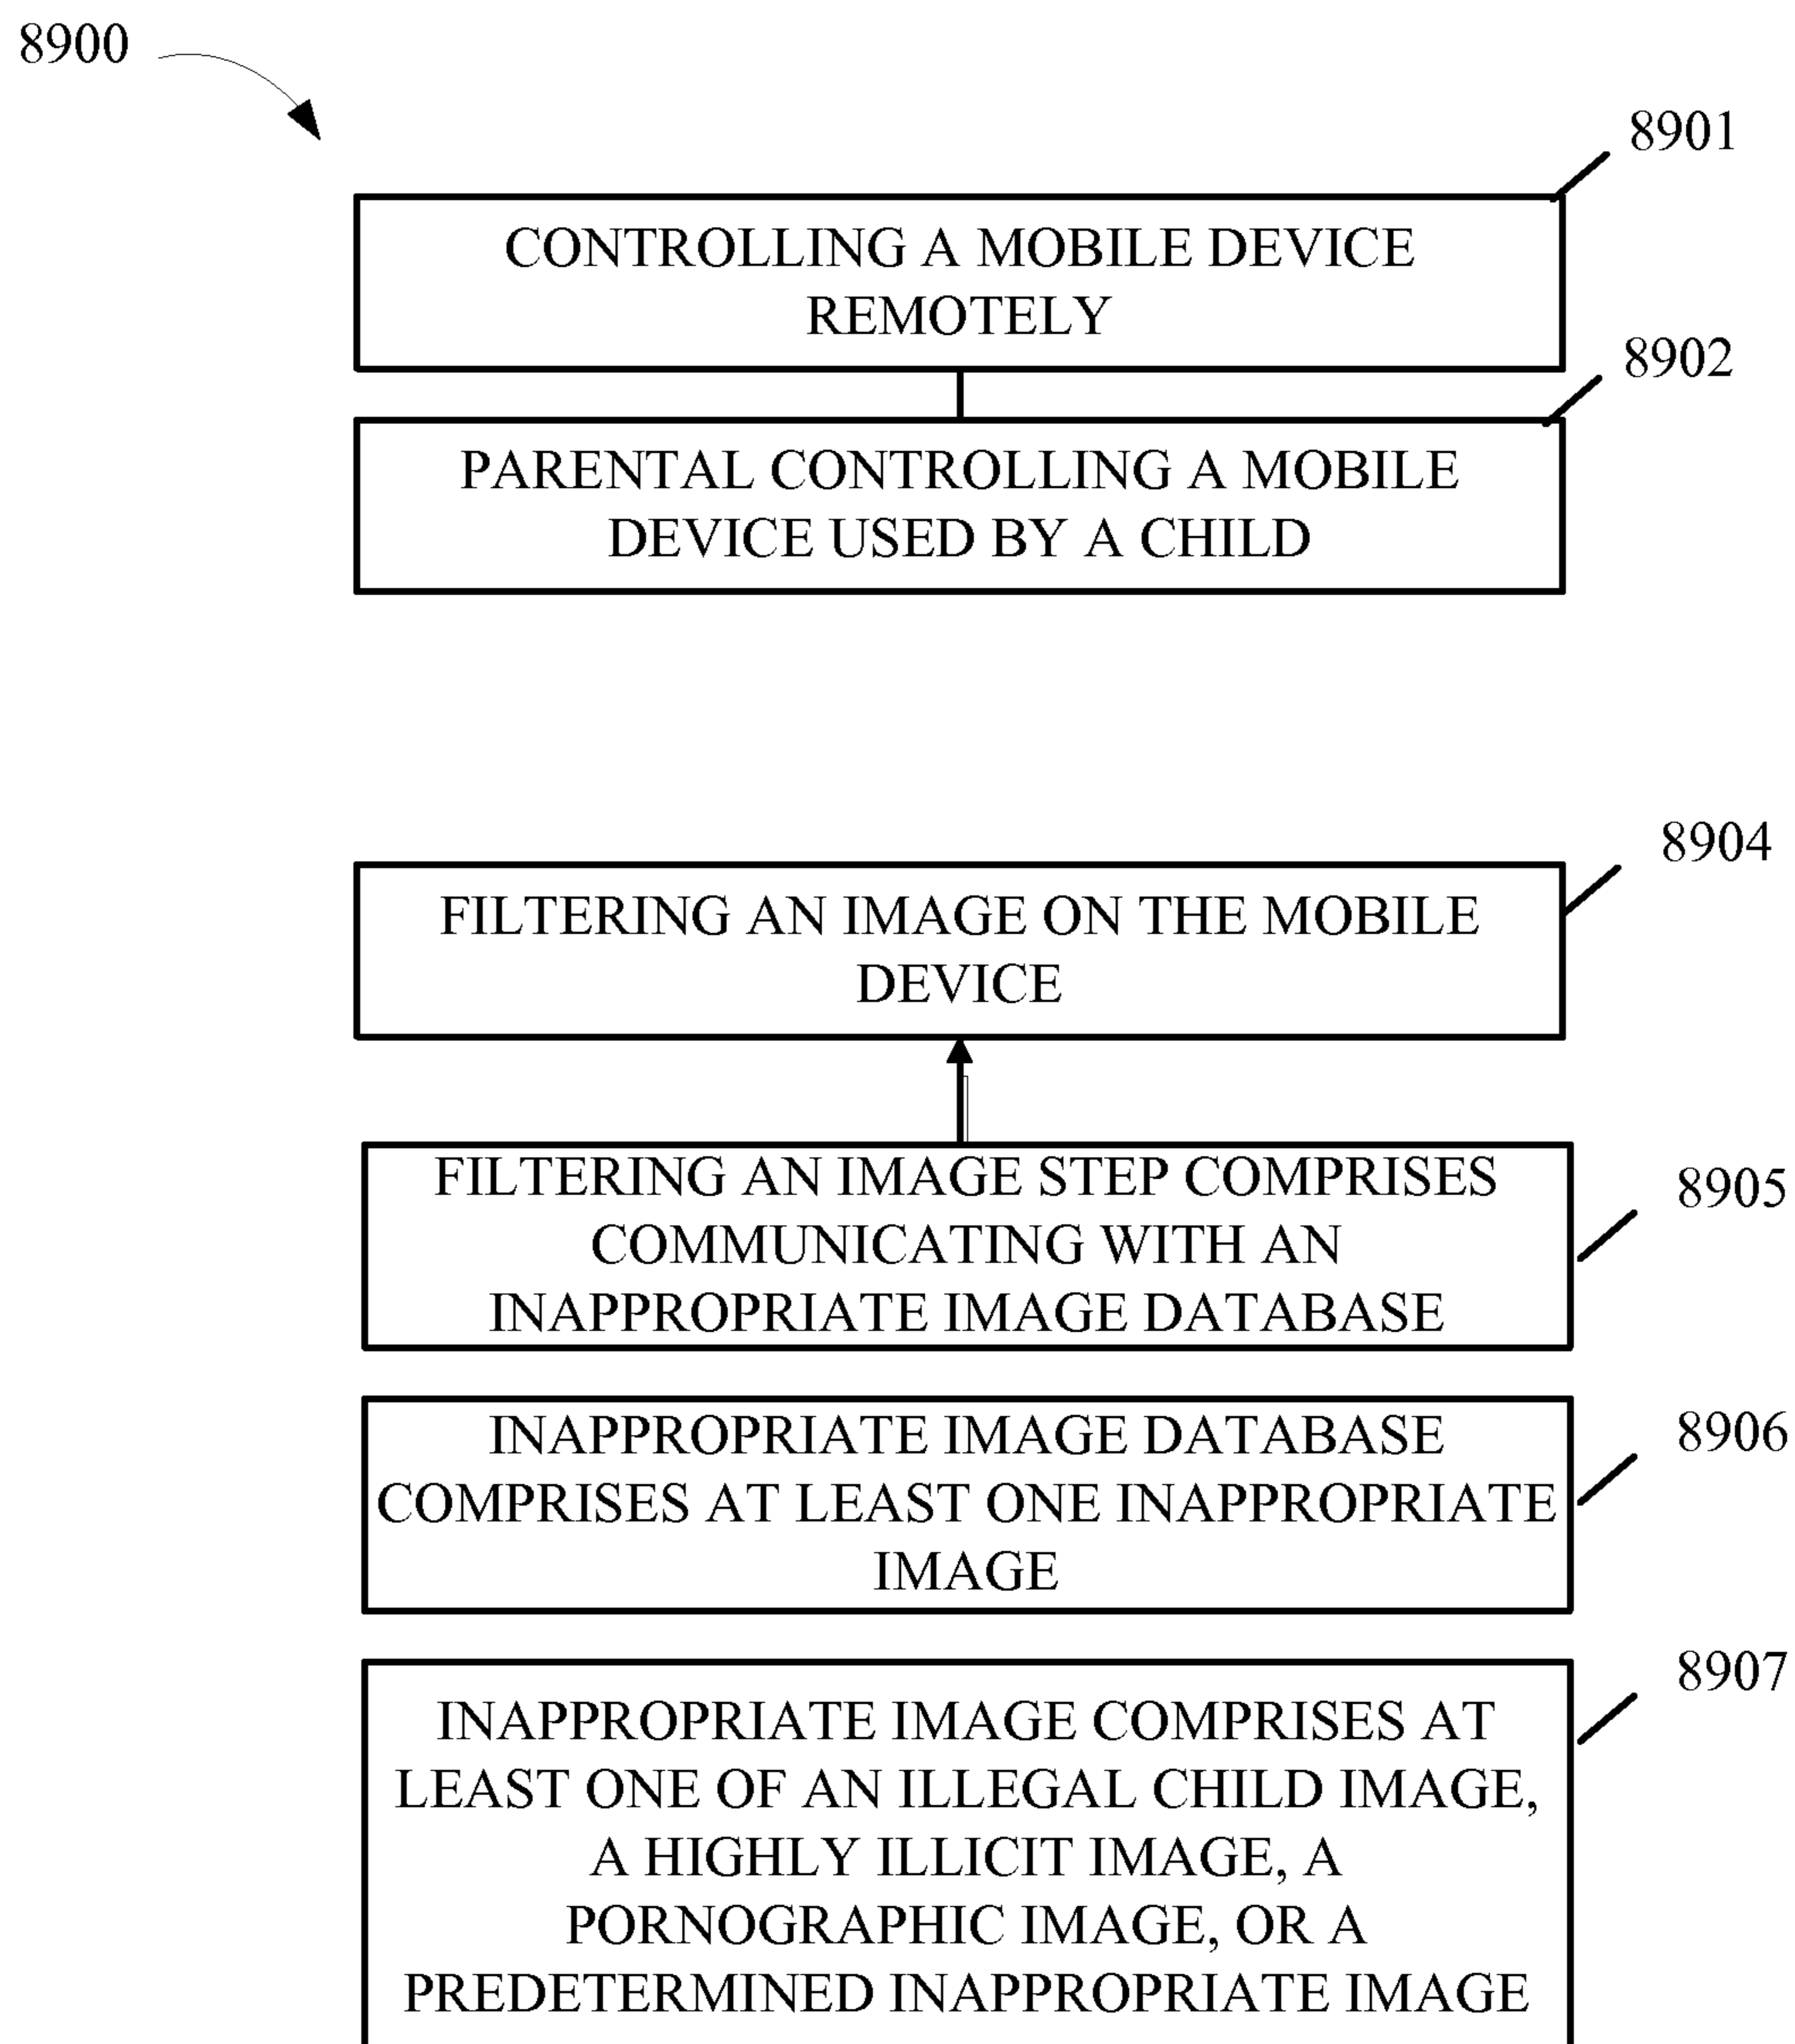 8900
8901
CONTROLLING A MOBILE DEVICE
REMOTELY
8902
PARENTAL CONTROLLING A MOBILE
DEVICE USED BY A CHILD
8904
FILTERING AN IMAGE ON THE MOBILE
DEVICE
8905
FILTERING AN IMAGE STEP COMPRISES
COMMUNICATING WITH AN
INAPPROPRIATE IMAGE DATABASE
8906
INAPPROPRIATE IMAGE DATABASE
COMPRISES AT LEAST ONE INAPPROPRIATE
IMAGE
8907
INAPPROPRIATE IMAGE COMPRISES AT
LEAST ONE OF AN ILLEGAL CHILD IMAGE,
A HIGHLY ILLICIT IMAGE, A
PORNOGRAPHIC IMAGE, OR A
PREDETERMINED INAPPROPRIATE IMAGE